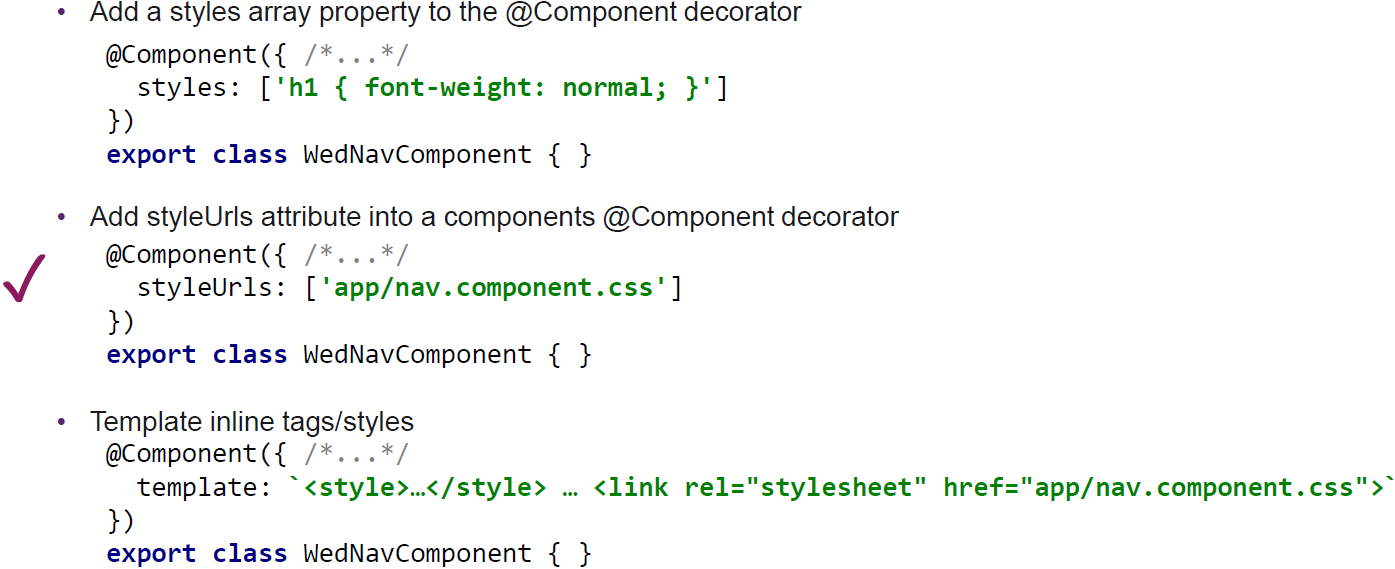 • Add a styles array property to the @Component decorator
@Component({ /*...*/
styles: ['h1 { font-weight: normal; }']
})
export class WedNavComponent { }
• Add styleUrls attribute into a components @Component decorator
@Component({ /*...*/
styleUrls: ['app/nav.component.css']
})
export class WedNavComponent { }
• Template inline tags/styles
@Component({ /*...*/
template: `<style>…</style> … <link rel="stylesheet" href="app/nav.component.css">`
})
export class WedNavComponent { }